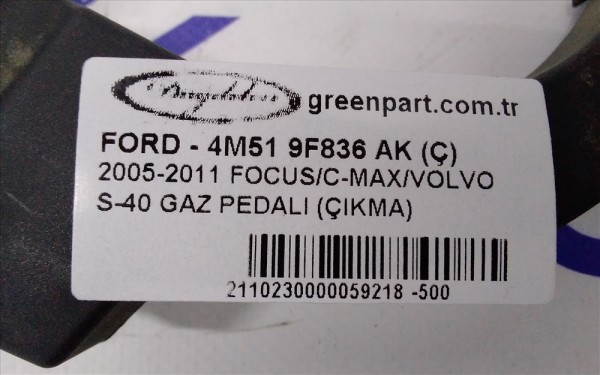 greenpart.com.tr
FORD - 4M51 9F836 AK (Ç)
2005-2011 FOCUS/C-MAX/VOLVO
S-40 GAZ PEDALI (ÇIKMA)
2110230000059218 -500